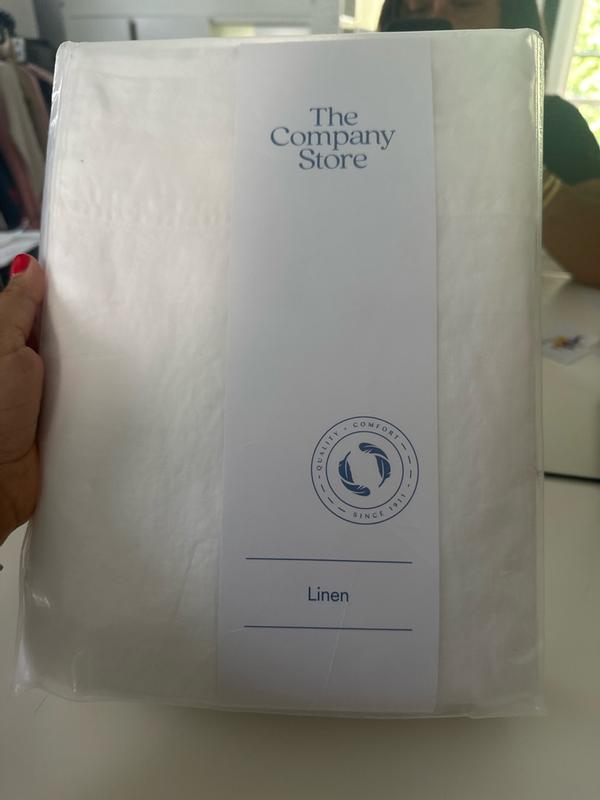 The
Company
Store
QUALITY • COMFORT
SINCE 1911
Linen